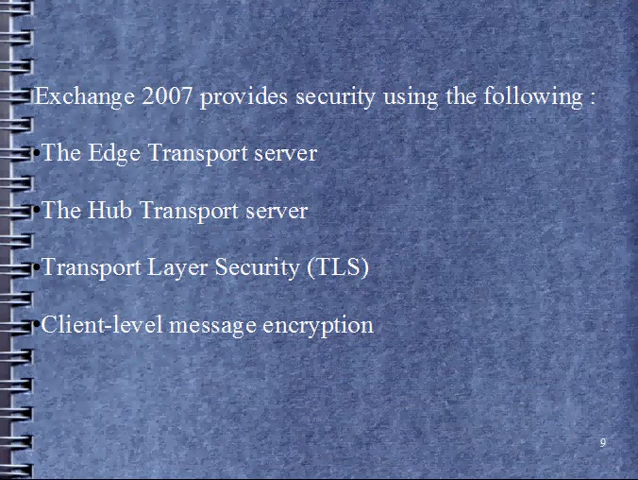 Exchange 2007 provides security using the following :
•The Edge Transport server
•The Hub Transport server
•Transport Layer Security (TLS)
•Client-level message encryption
9